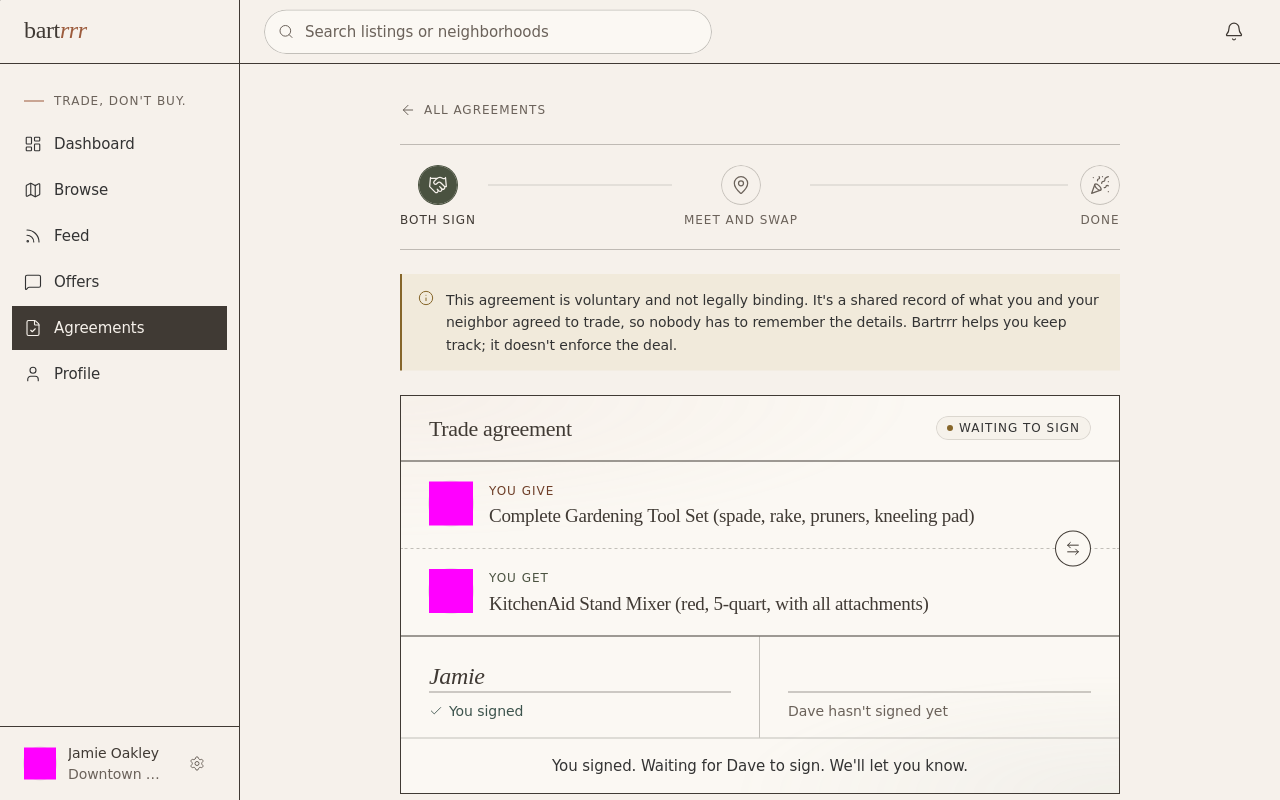 bartrrr
Search listings or neighborhoods
TRADE, DON'T BUY.
Dashboard
Browse
Feed
Offers
Agreements
Profile
Jamie Oakley
Downtown ...
ALL AGREEMENTS
BOTH SIGN
MEET AND SWAP
DONE
This agreement is voluntary and not legally binding. It's a shared record of what you and your
neighbor agreed to trade, so nobody has to remember the details. Bartrrr helps you keep
track; it doesn't enforce the deal.
Trade agreement
WAITING TO SIGN
YOU GIVE
Complete Gardening Tool Set (spade, rake, pruners, kneeling pad)
YOU GET
KitchenAid Stand Mixer (red, 5-quart, with all attachments)
Jamie
You signed
Dave hasn't signed yet
You signed. Waiting for Dave to sign. We'll let you know.